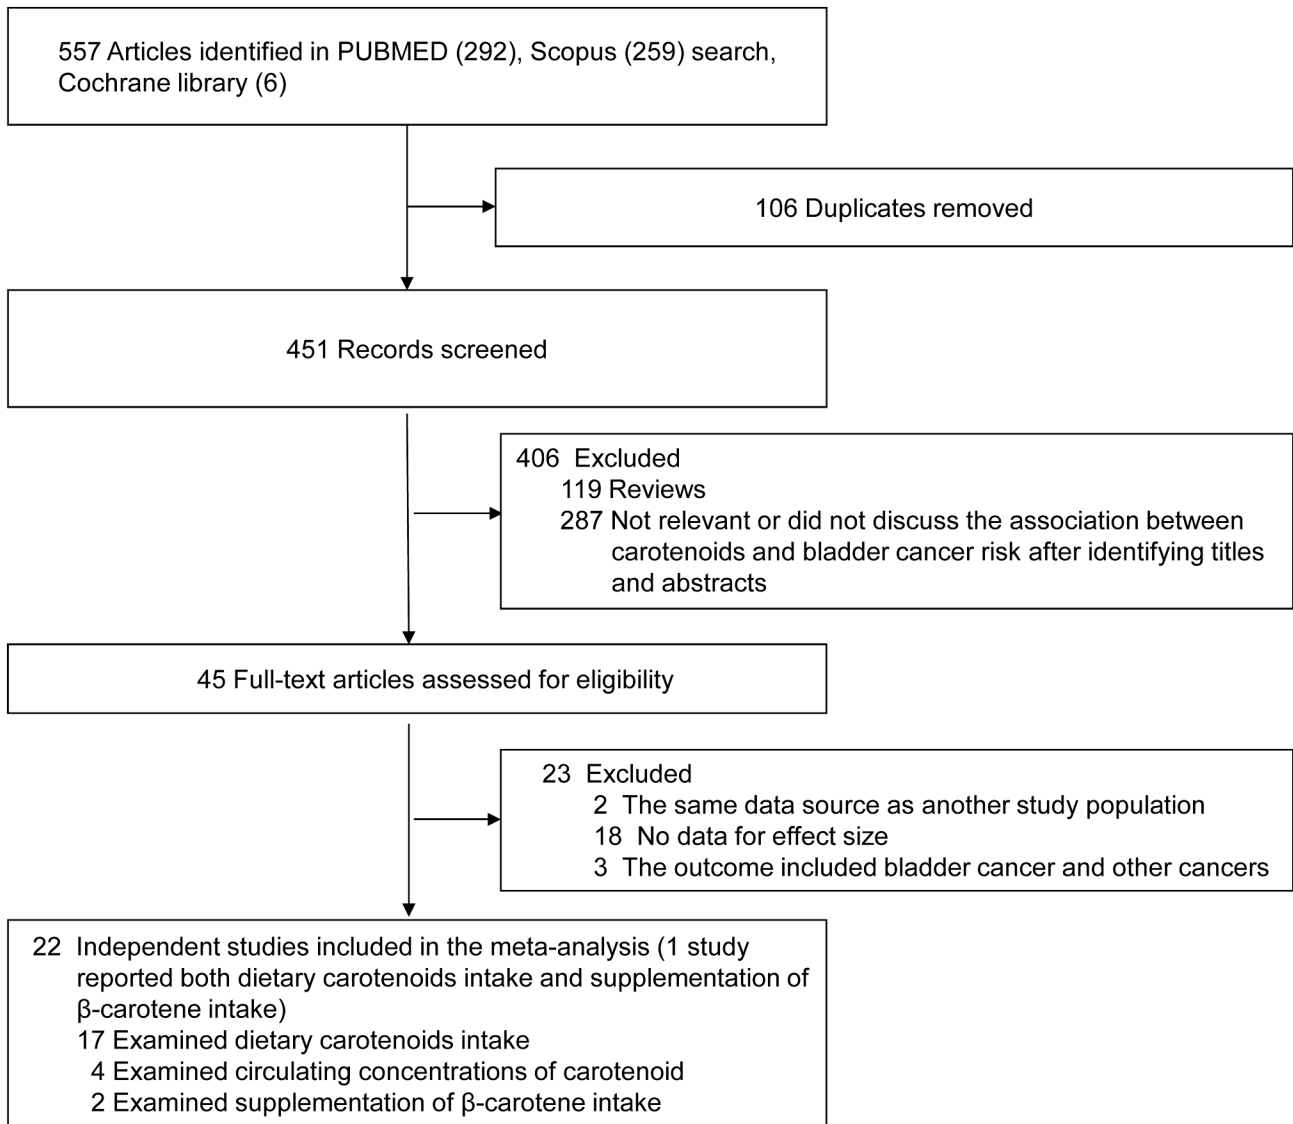 557 Articles identified in PUBMED (292), Scopus (259) search,
Cochrane library (6)
106 Duplicates removed
451 Records screened
406 Excluded
119 Reviews
287 Not relevant or did not discuss the association between
carotenoids and bladder cancer risk after identifying titles
and abstracts
45 Full-text articles assessed for eligibility
23 Excluded
2 The same data source as another study population
18 No data for effect size
3 The outcome included bladder cancer and other cancers
22 Independent studies included in the meta-analysis (1 study
reported both dietary carotenoids intake and supplementation of
β-carotene intake)
17 Examined dietary carotenoids intake
4 Examined circulating concentrations of carotenoid
2 Examined supplementation of β-carotene intake